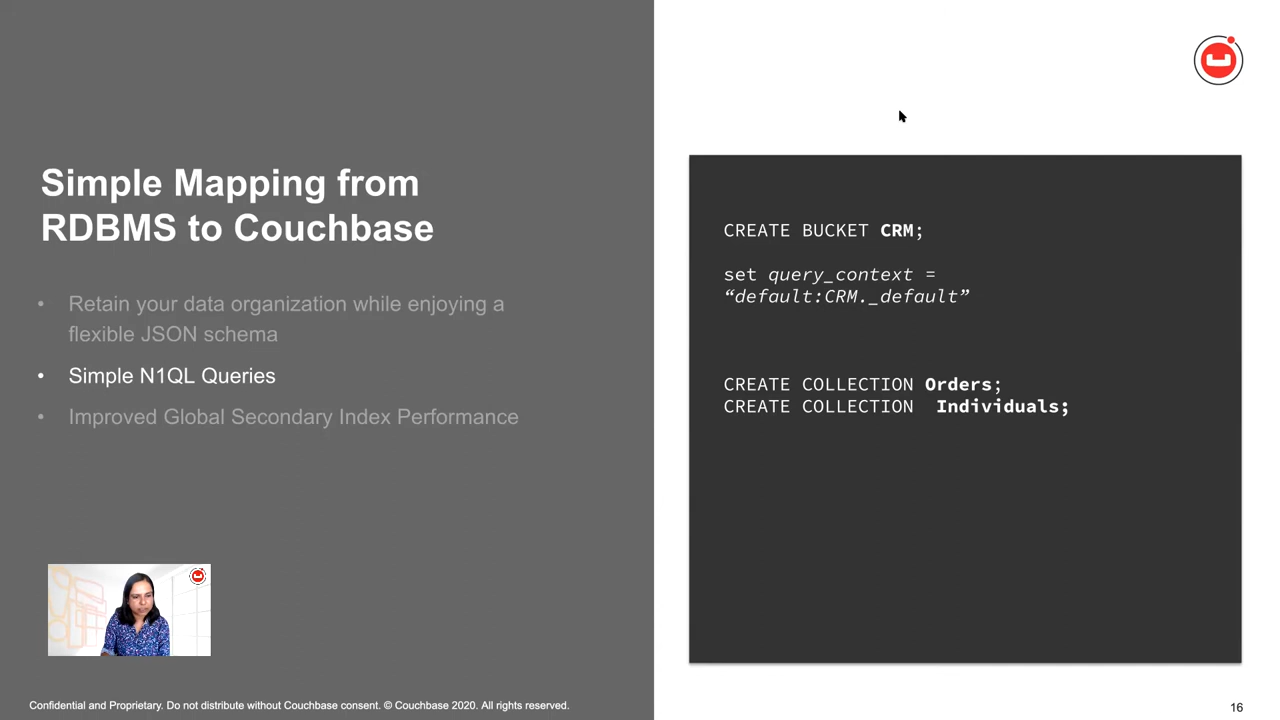 Simple Mapping from
RDBMS to Couchbase
• Retain your data organization while enjoying a
flexible JSON schema
• Simple N1QL Queries
• Improved Global Secondary Index Performance
CREATE BUCKET CRM;
set query_context =
“default:CRM._default”
CREATE COLLECTION Orders;
CREATE COLLECTION Individuals;
Confidential and Proprietary. Do not distribute without Couchbase consent. © Couchbase 2020. All rights reserved.
16